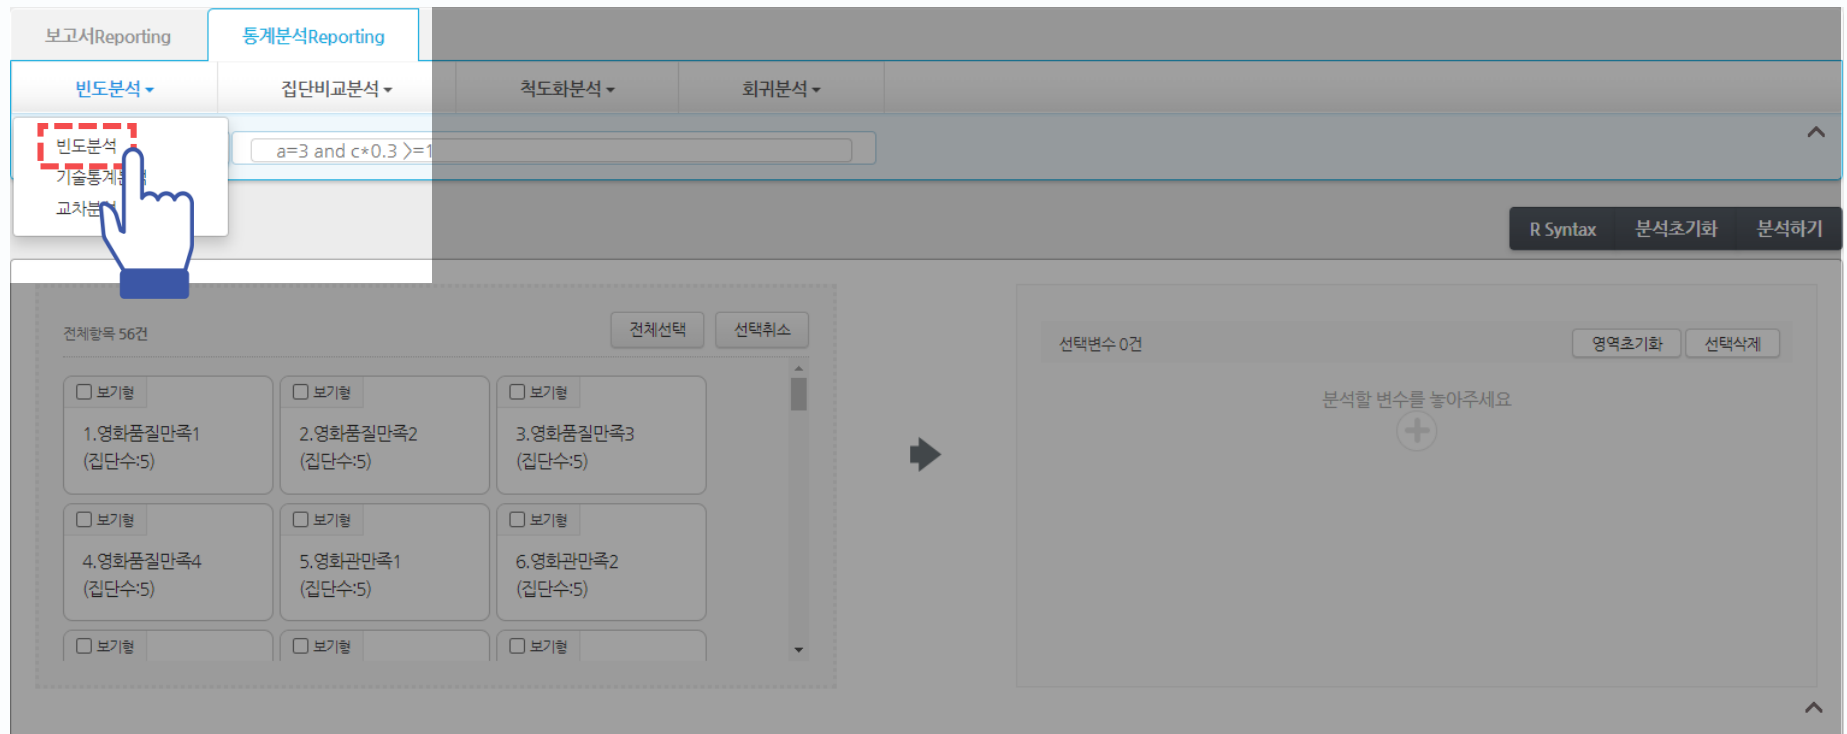 보고서Reporting 통계분석Reporting
빈도분석 집단비교분석 척도화분석 회귀분석
빈도분석
a=3 and c*0.3 >=1
기술통계
교차분
R Syntax 분석초기화 분석하기
전체항목 56건 전체선택 선택취소
선택변수 0건 영역초기화 선택삭제
분석할 변수를 놓아주세요
보기형 보기형 보기형
1.영화품질만족1 2.영화품질만족2 3.영화품질만족3
(집단수:5) (집단수:5) (집단수:5)
보기형 보기형 보기형
4.영화품질만족4 5.영화관만족1 6.영화관만족2
(집단수:5) (집단수:5) (집단수:5)
보기형 보기형 보기형